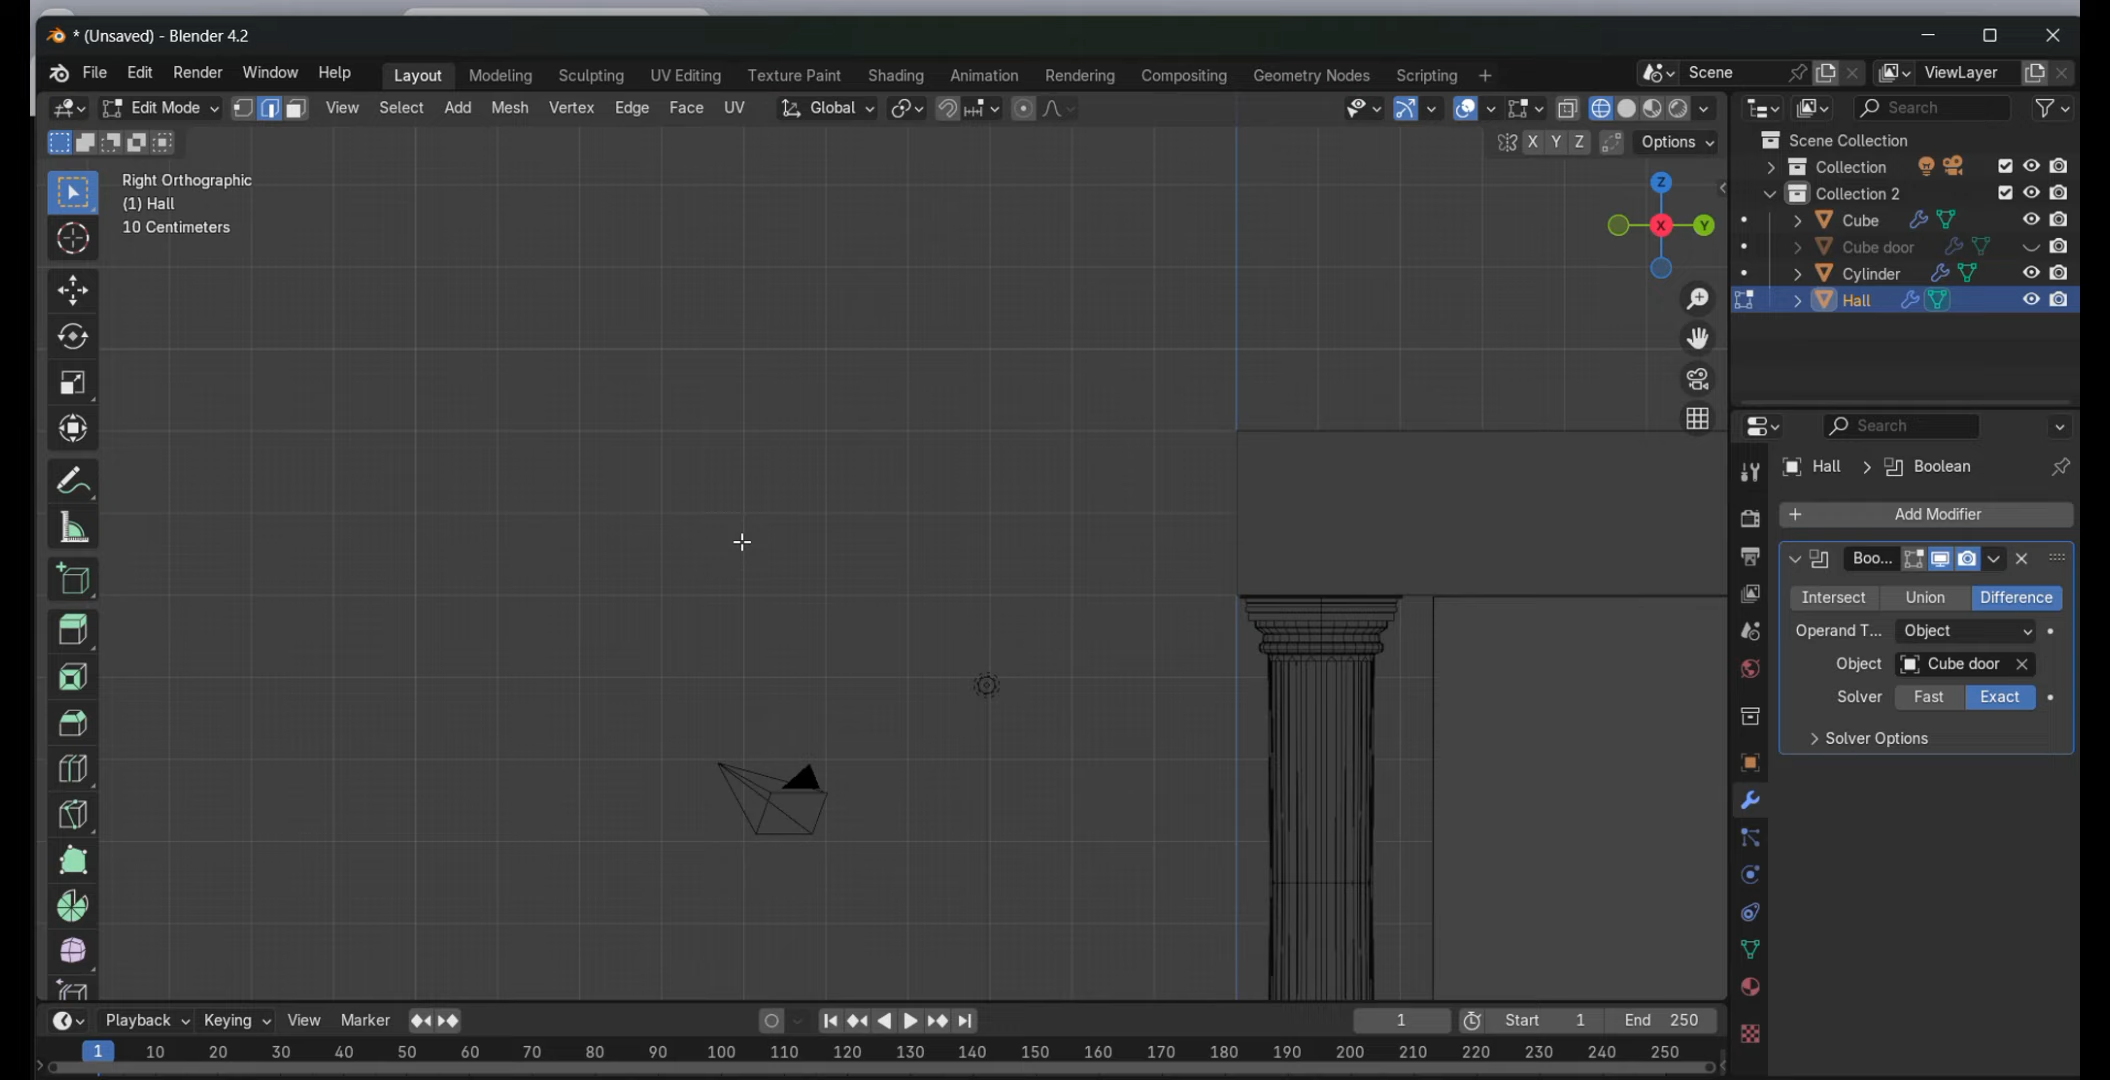 * (Unsaved) - Blender 4.2
File Edit Render Window Help Layout Modeling Sculpting UV Editing Texture Paint Shading Animation Rendering Compositing Geometry Nodes Scripting + Scene ViewLayer
Edit Mode View Select Add Mesh Vertex Edge Face UV Global Search
X Y Z Options
Scene Collection
Collection
Collection 2
Cube
Cube door
Cylinder
Hall
Right Orthographic
(1) Hall
10 Centimeters
Z
X
Y
Search
Hall > Boolean
+ Add Modifier
Boo...
Intersect Union Difference
Operand T... Object
Object Cube door
Solver Fast Exact
Solver Options
Playback Keying View Marker 1 Start 1 End 250
1 10 20 30 40 50 60 70 80 90 100 110 120 130 140 150 160 170 180 190 200 210 220 230 240 250